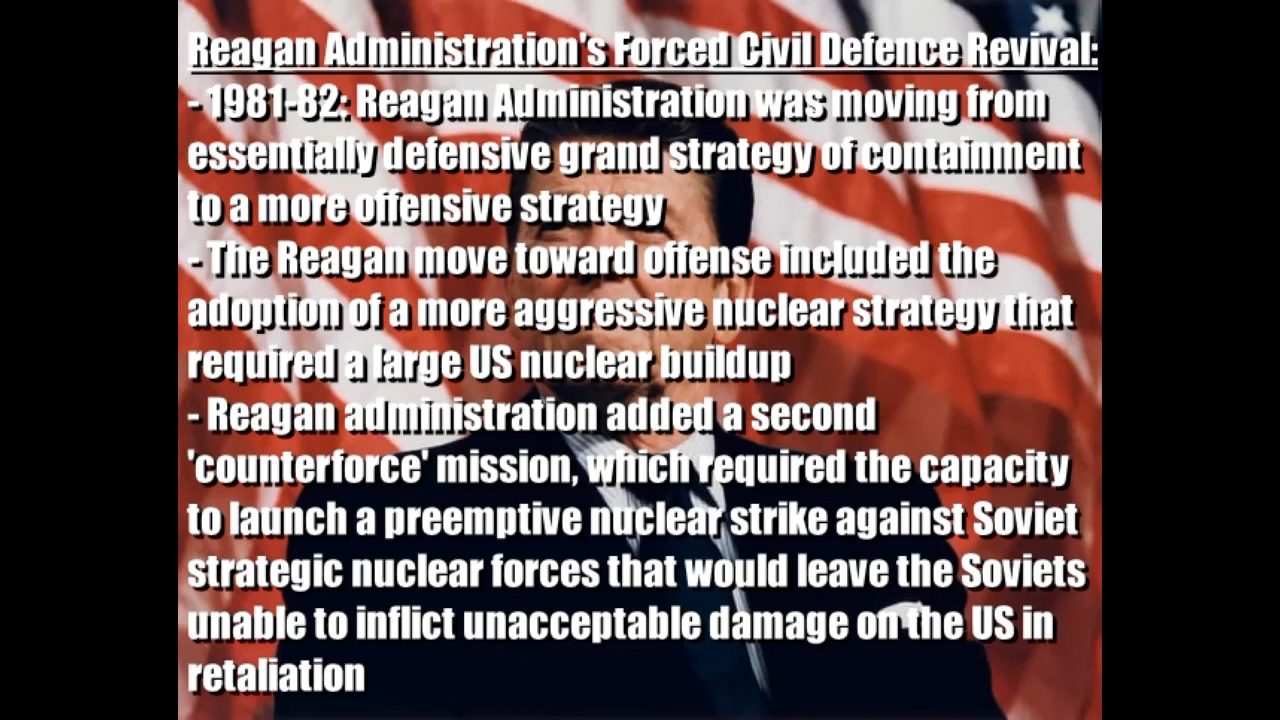 Reagan Administration's Forced Civil Defence Revival:
- 1981-82: Reagan Administration was moving from
essentially defensive grand strategy of containment
to a more offensive strategy
- The Reagan move toward offense included the
adoption of a more aggressive nuclear strategy that
required a large US nuclear buildup
- Reagan administration added a second
'counterforce' mission, which required the capacity
to launch a preemptive nuclear strike against Soviet
strategic nuclear forces that would leave the Soviets
unable to inflict unacceptable damage on the US in
retaliation